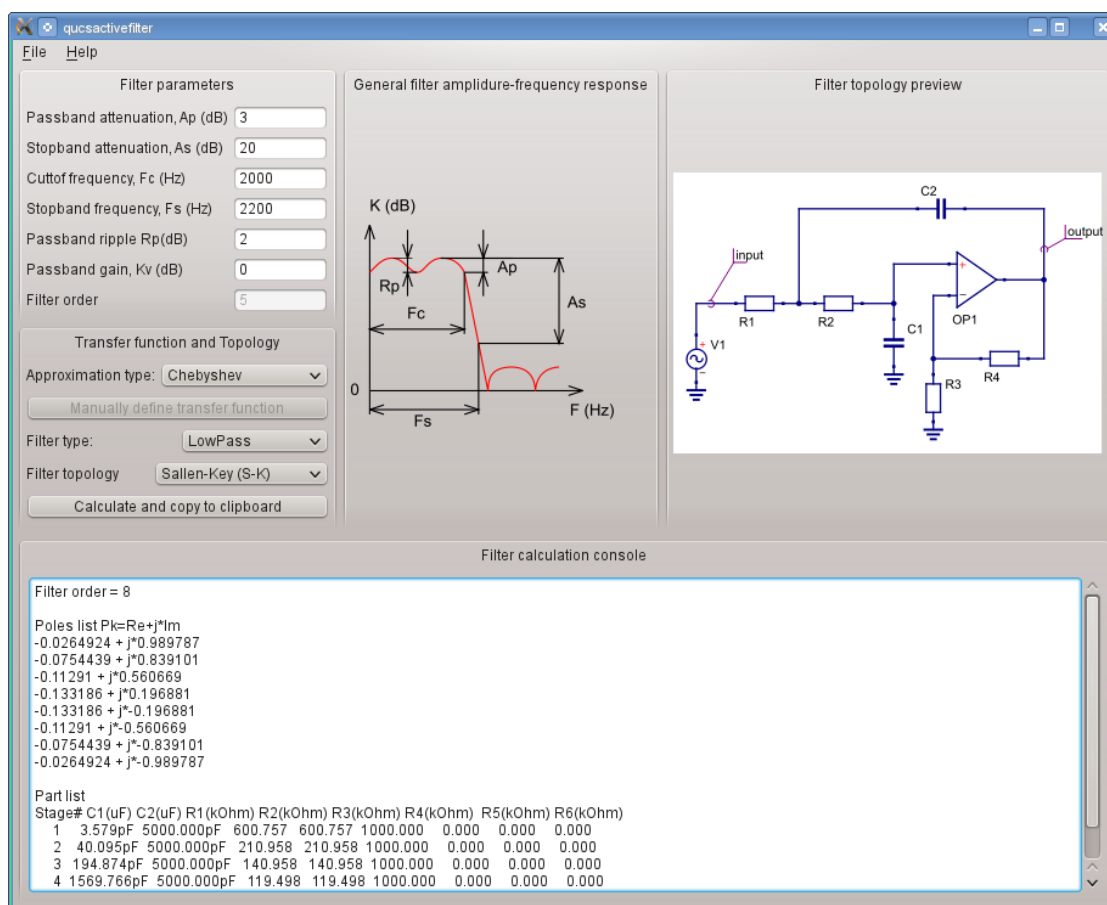 qucsactivefilter
File Help
Filter parameters
Passband attenuation, Ap (dB) 3
Stopband attenuation, As (dB) 20
Cuttof frequency, Fc (Hz) 2000
Stopband frequency, Fs (Hz) 2200
Passband ripple Rp(dB) 2
Passband gain, Kv (dB) 0
Filter order 5
Transfer function and Topology
Approximation type: Chebyshev
Manually define transfer function
Filter type: LowPass
Filter topology Sallen-Key (S-K)
Calculate and copy to clipboard
General filter amplidure-frequency response
K (dB)
Rp
Ap
As
Fc
0
Fs
F (Hz)
Filter topology preview
C2
input
output
+
−
R1
R2
OP1
C1
+
V1
−
R4
R3
Filter calculation console
Filter order = 8
Poles list Pk=Re+j*Im
-0.0264924 + j*0.989787
-0.0754439 + j*0.839101
-0.11291 + j*0.560669
-0.133186 + j*0.196881
-0.133186 + j*-0.196881
-0.11291 + j*-0.560669
-0.0754439 + j*-0.839101
-0.0264924 + j*-0.989787
Part list
Stage# C1(uF) C2(uF) R1(kOhm) R2(kOhm) R3(kOhm) R4(kOhm) R5(kOhm) R6(kOhm)
1 3.579pF 5000.000pF 600.757 600.757 1000.000 0.000 0.000 0.000
2 40.095pF 5000.000pF 210.958 210.958 1000.000 0.000 0.000 0.000
3 194.874pF 5000.000pF 140.958 140.958 1000.000 0.000 0.000 0.000
4 1569.766pF 5000.000pF 119.498 119.498 1000.000 0.000 0.000 0.000